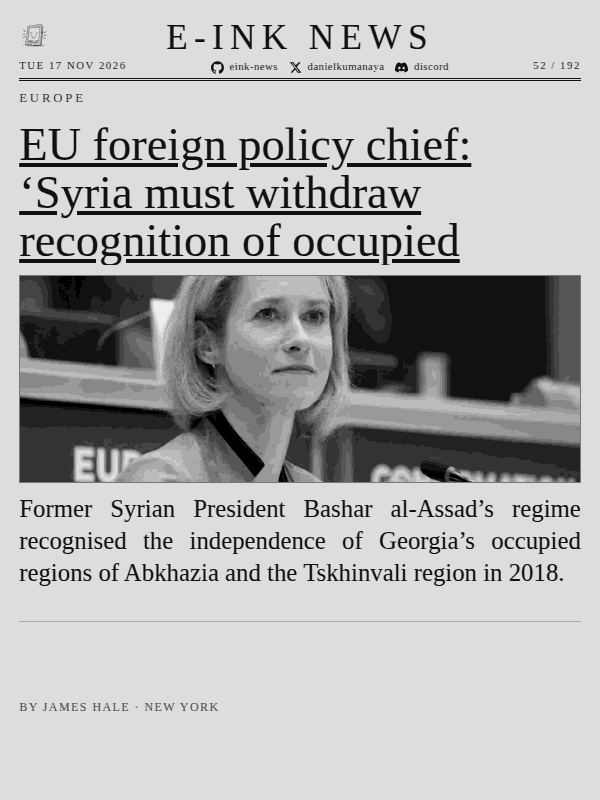 E-INK NEWS
TUE 17 NOV 2026
eink-news danielkumanaya discord
52 / 192
EUROPE
EU foreign policy chief:
‘Syria must withdraw
recognition of occupied
EUR
Former Syrian President Bashar al-Assad’s regime
recognised the independence of Georgia’s occupied
regions of Abkhazia and the Tskhinvali region in 2018.
BY JAMES HALE · NEW YORK